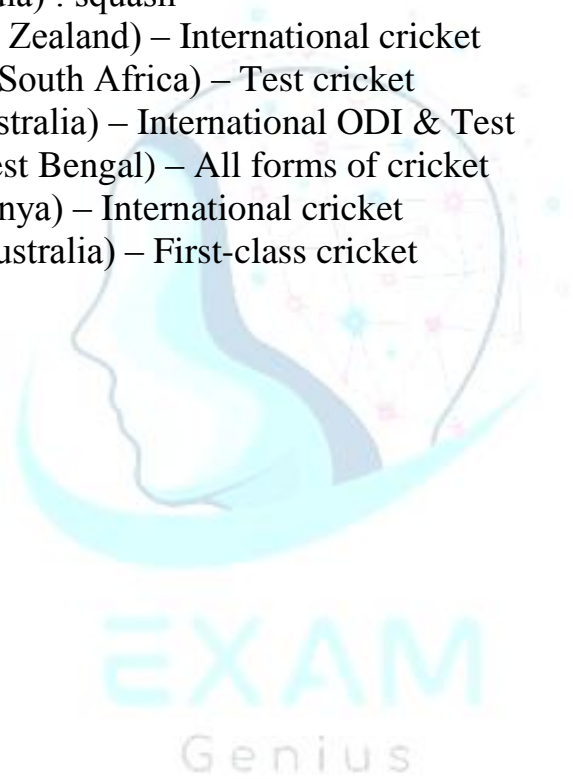 : squash
Zealand) – International cricket
South Africa) – Test cricket
stralia) – International ODI & Test
est Bengal) – All forms of cricket
nya) – International cricket
ustralia) – First-class cricket
EXAM
Genius